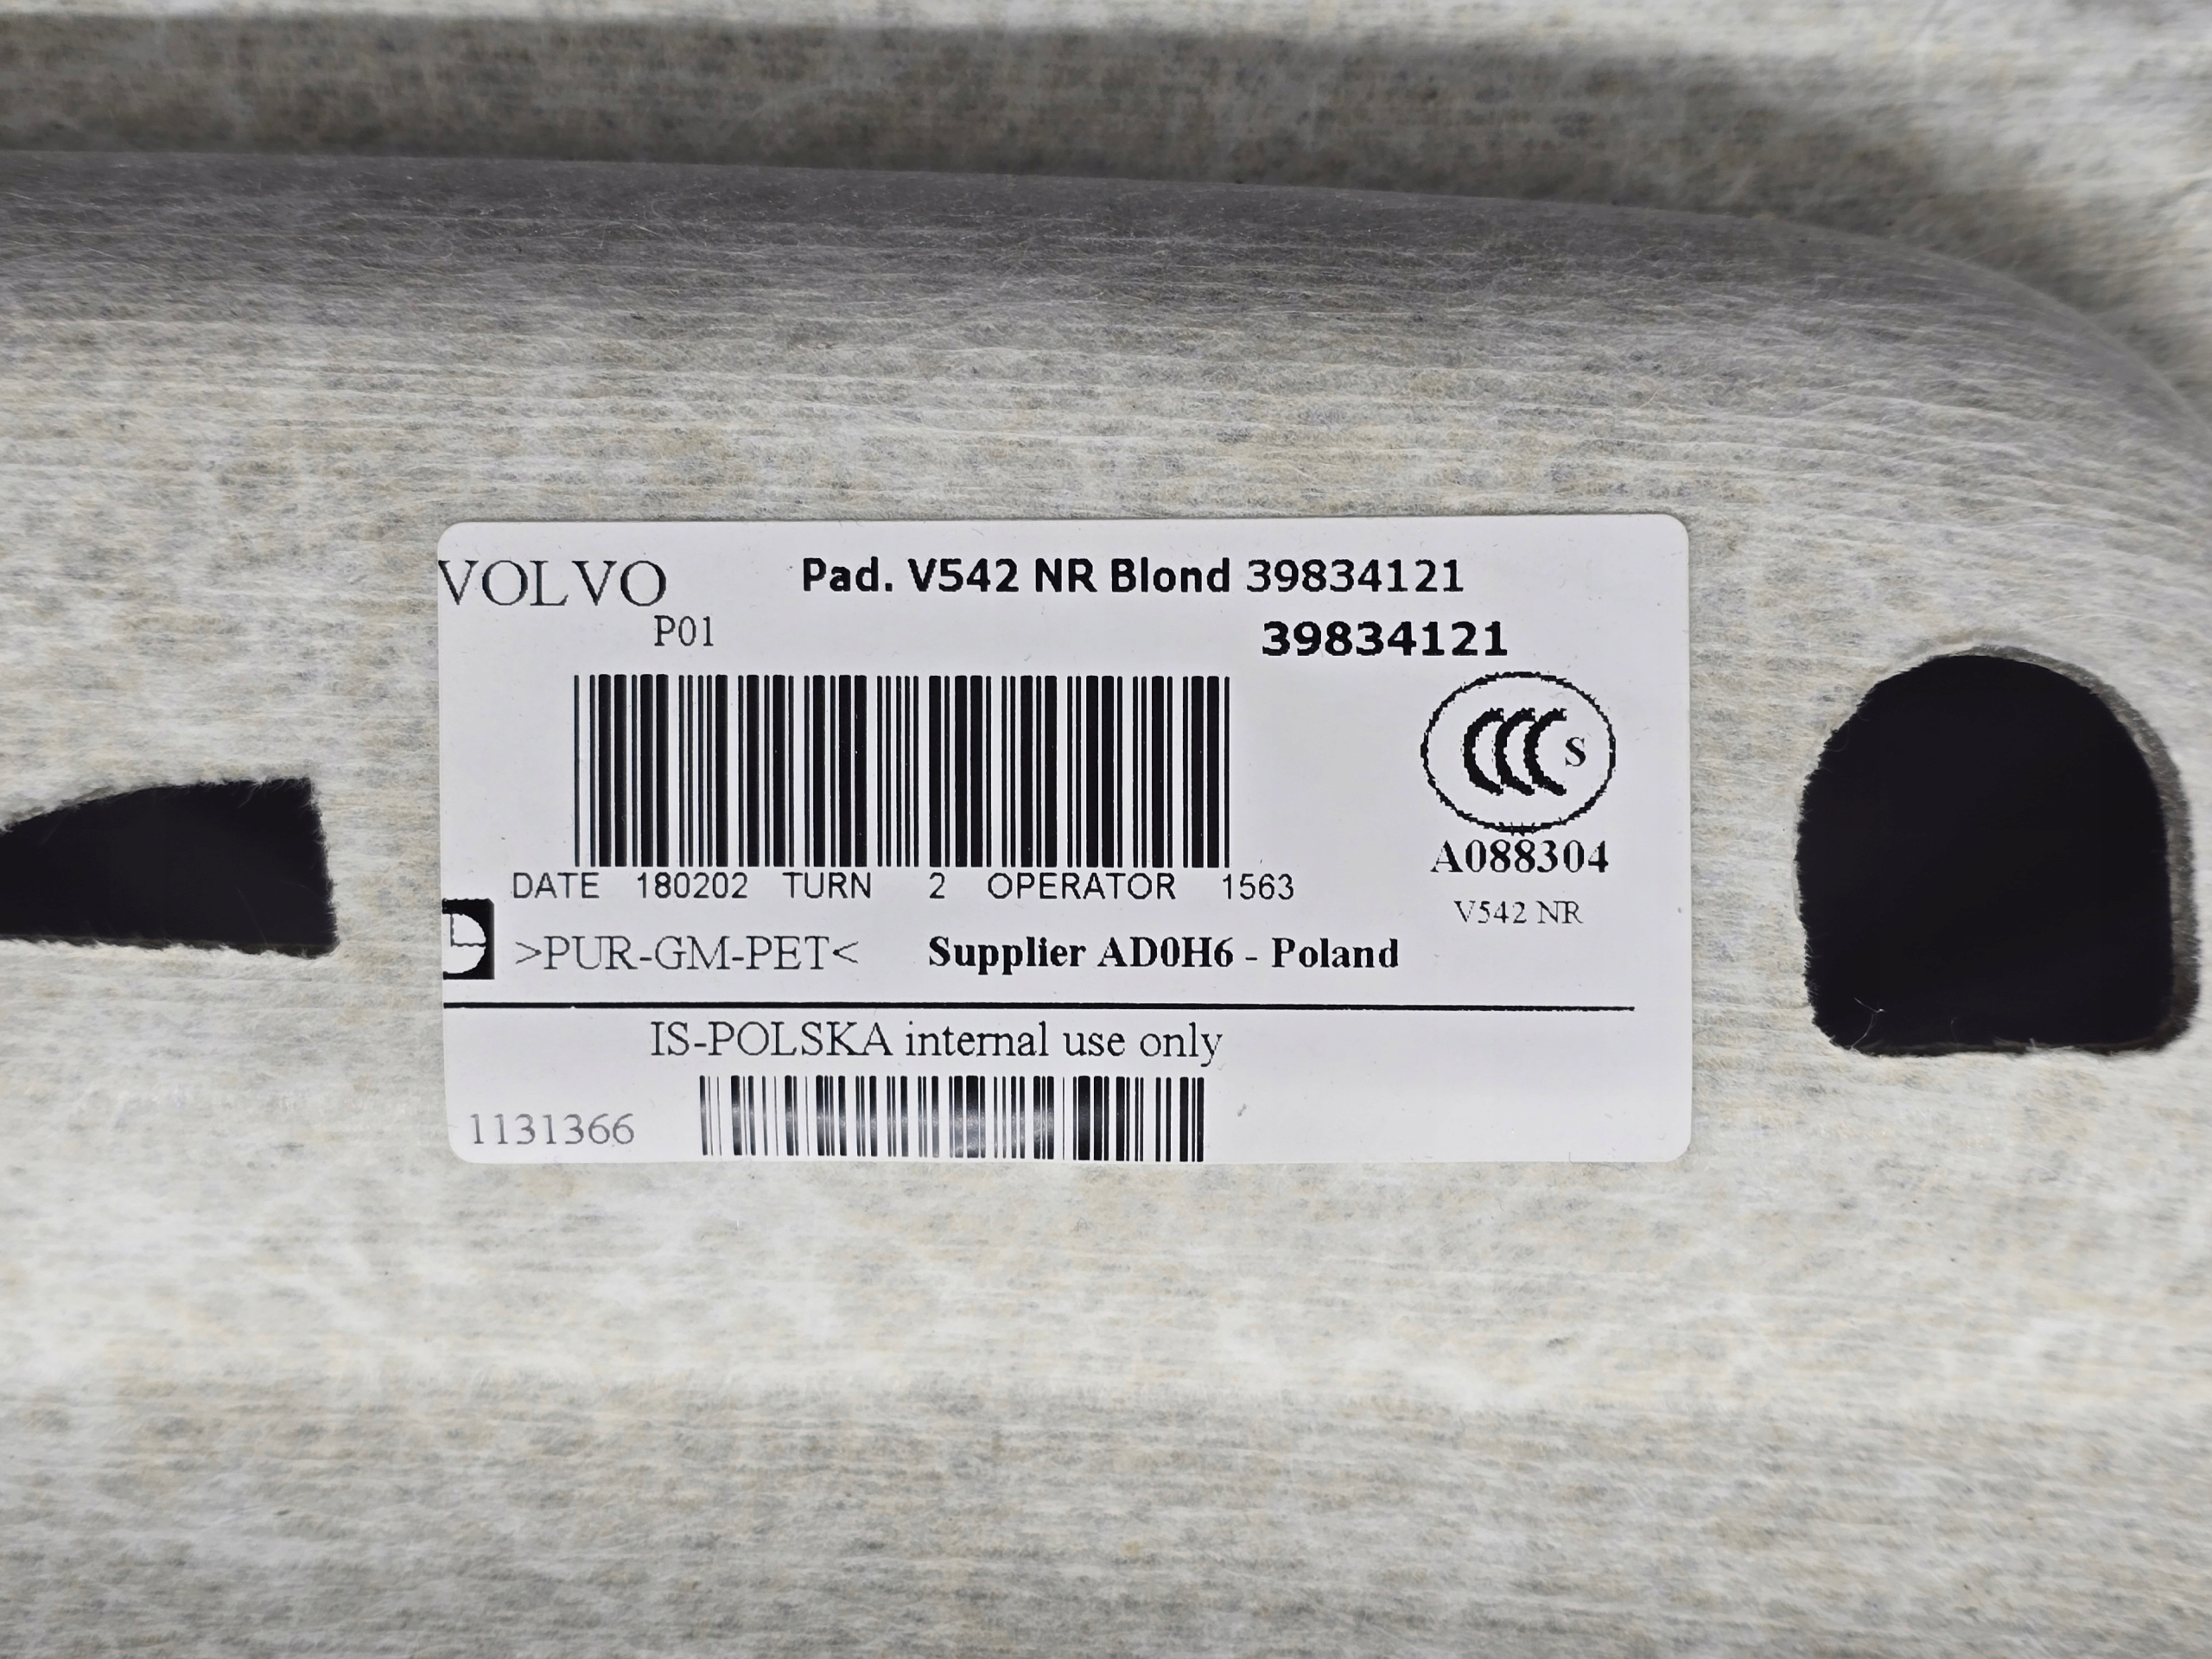 VOLVO
Pad. V542 NR Blond 39834121
P01
39834121
CCC S
A088304
V542 NR
DATE 180202 TURN 2 OPERATOR 1563
>PUR-GM-PET<
Supplier AD0H6 - Poland
IS-POLSKA internal use only
1131366